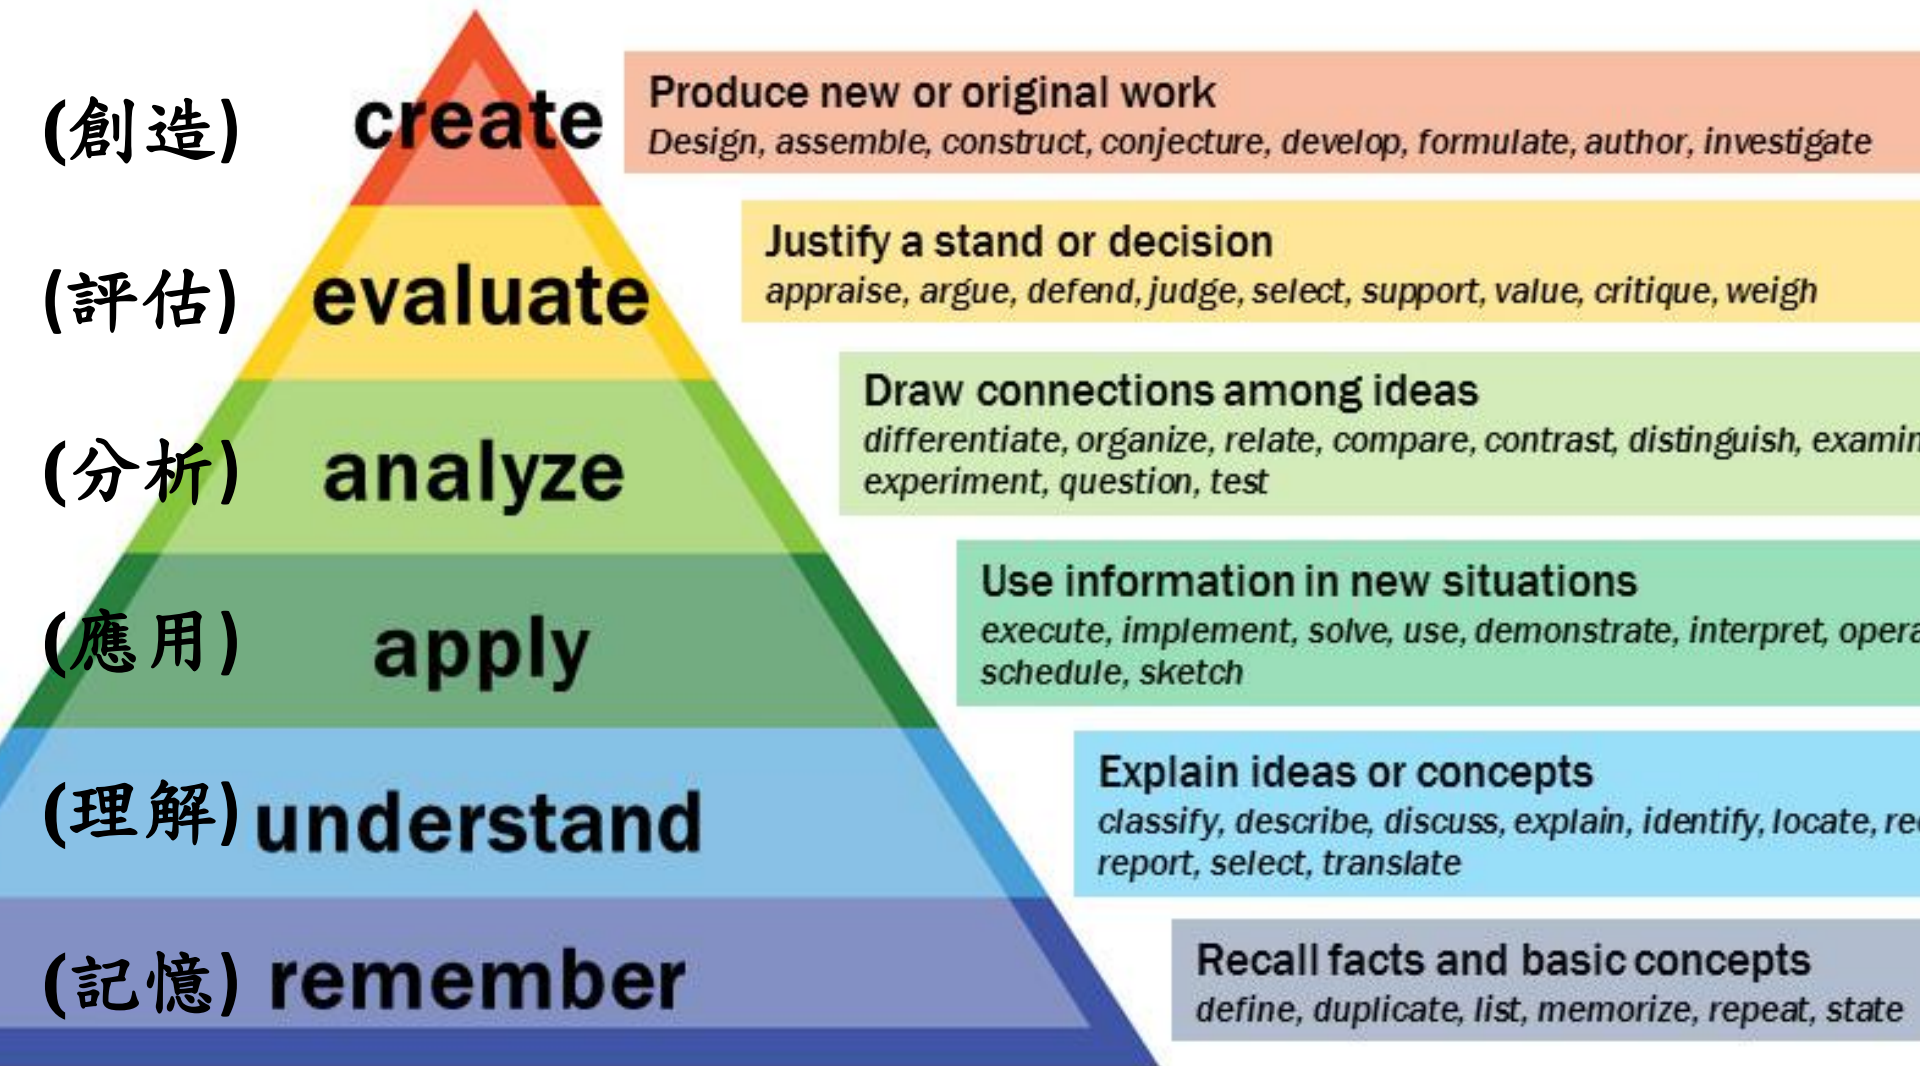 (創造)
create
Produce new or original work
Design, assemble, construct, conjecture, develop, formulate, author, investigate
(評估)
evaluate
Justify a stand or decision
appraise, argue, defend, judge, select, support, value, critique, weigh
(分析)
analyze
Draw connections among ideas
differentiate, organize, relate, compare, contrast, distinguish,
experiment, question, test
(應用)
apply
Use information in new situations
execute, implement, solve, use, demonstrate, interpret,
schedule, sketch
(理解)
understand
Explain ideas or concepts
classify, describe, discuss, explain, identify, locate,
report, select, translate
(記憶)
remember
Recall facts and basic concepts
define, duplicate, list, memorize, repeat, state